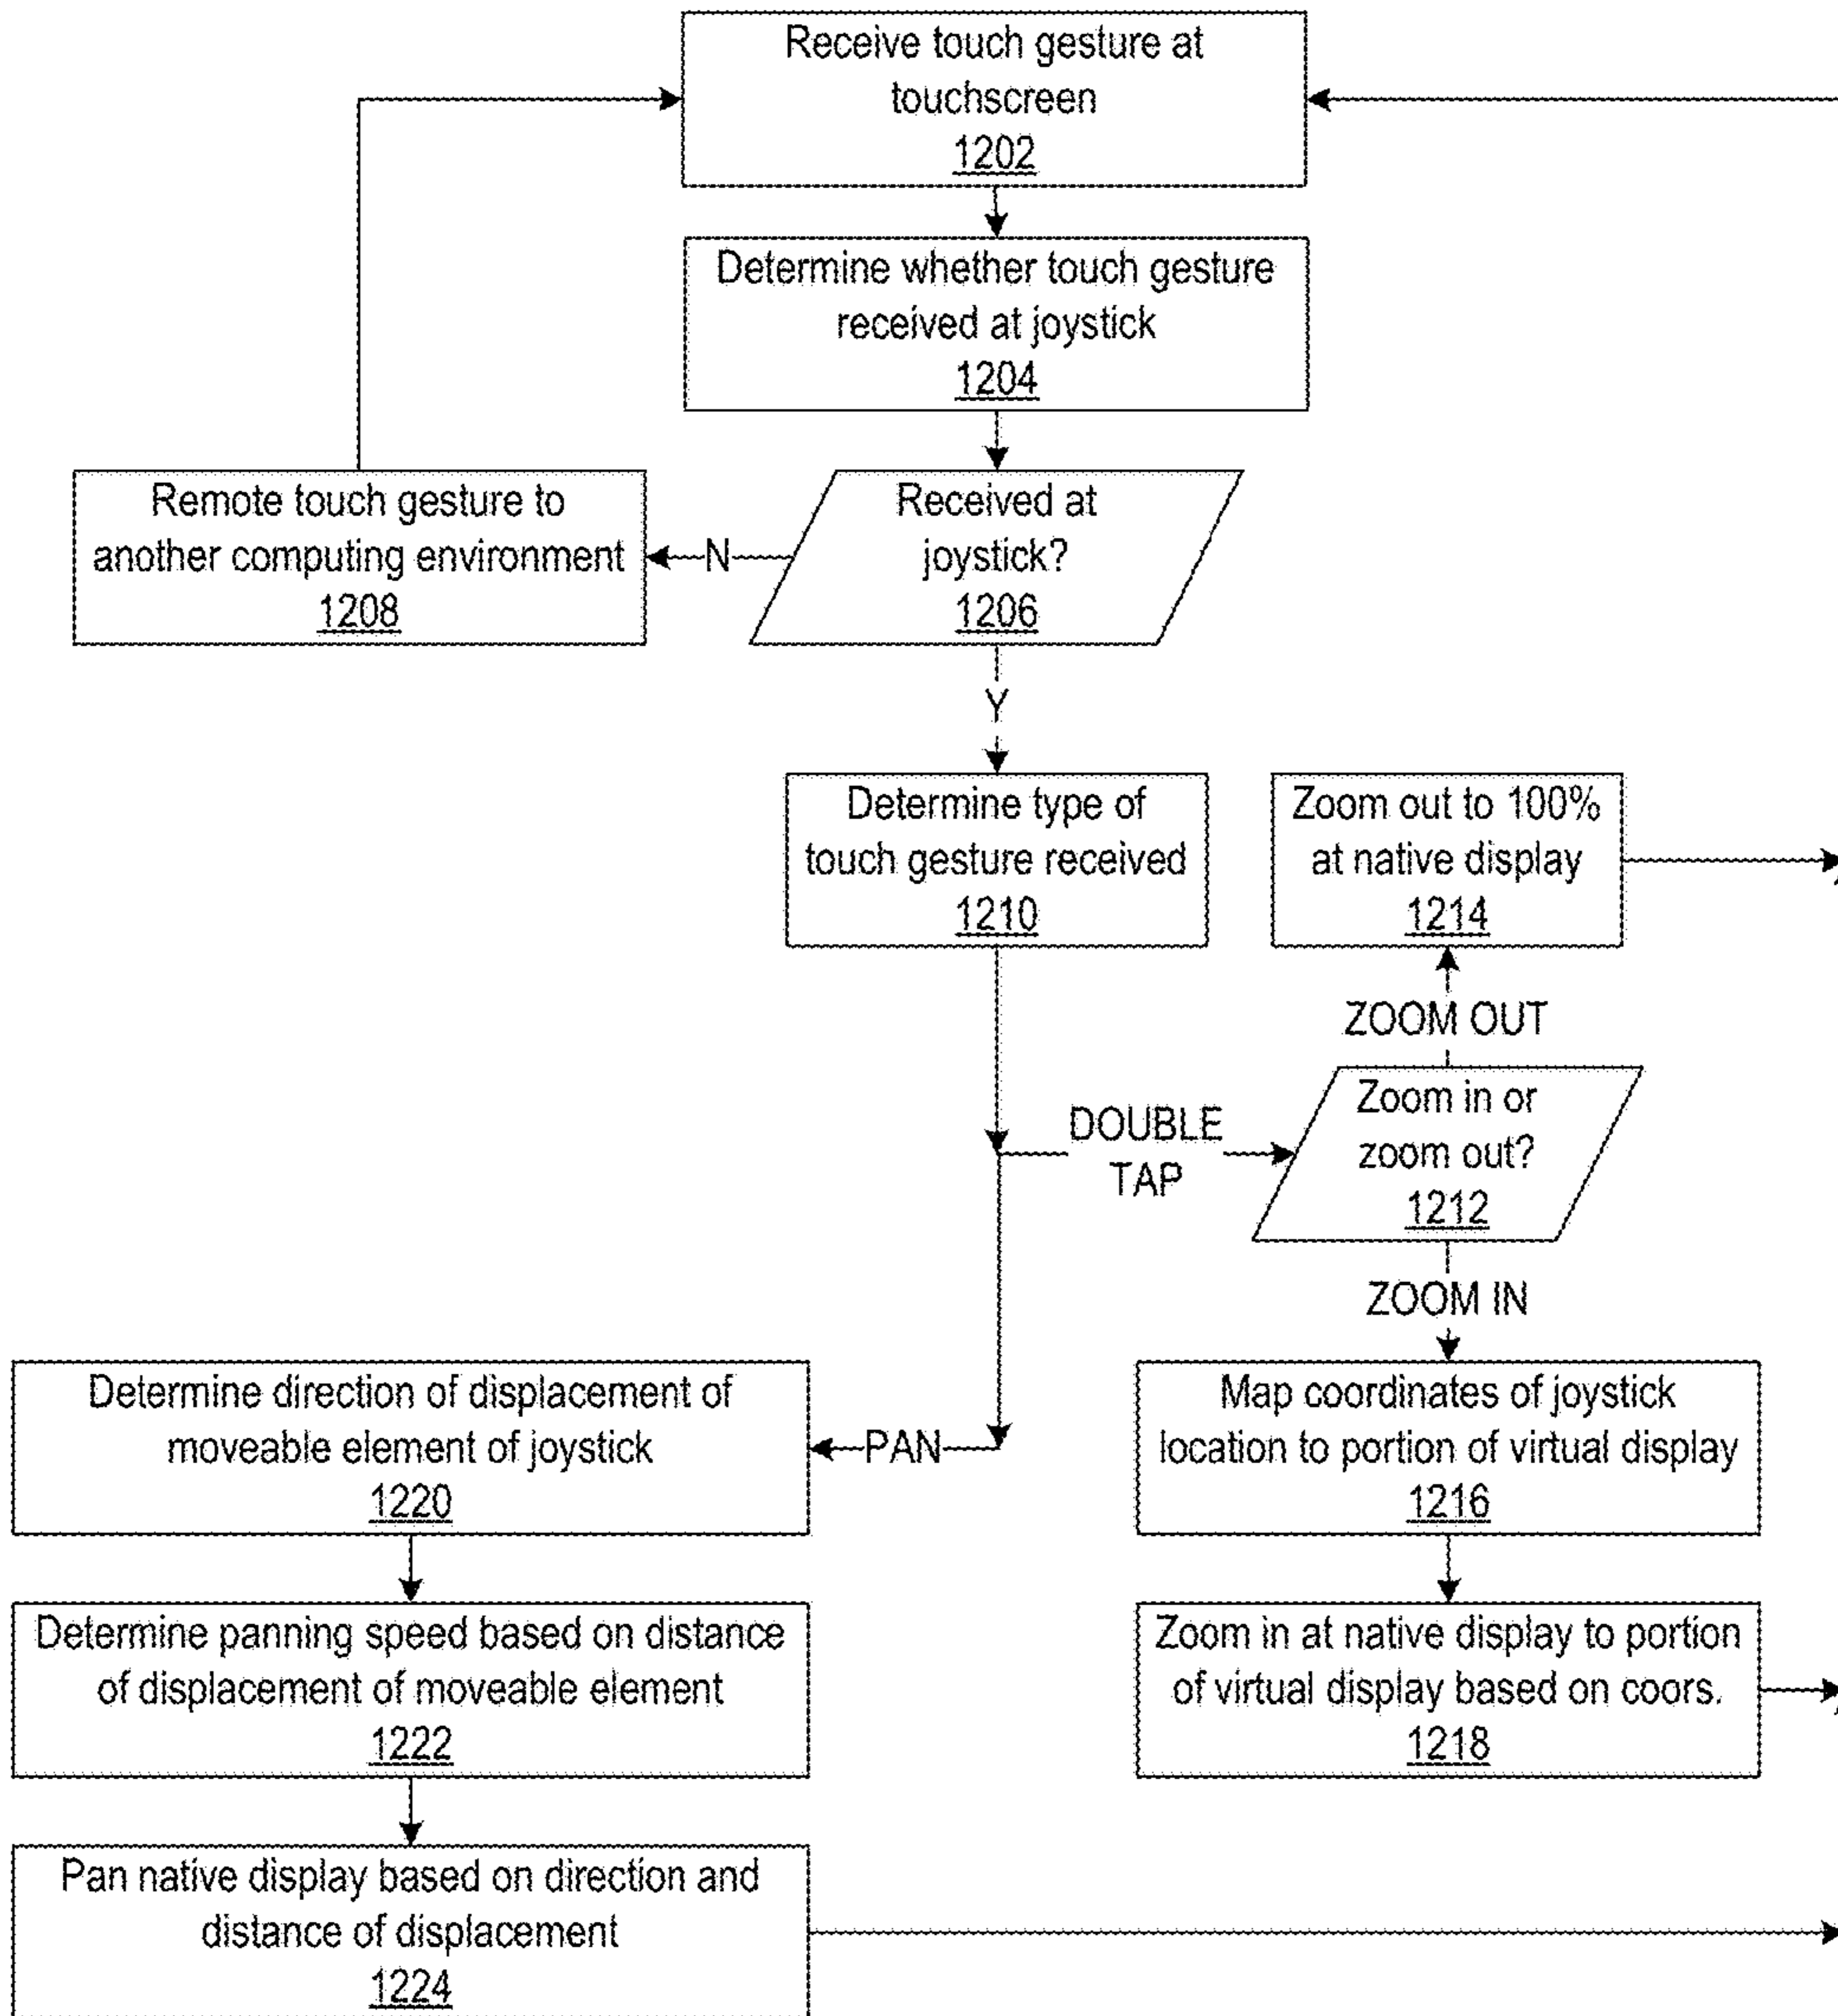 Receive touch gesture at
touchscreen
1202
Determine whether touch gesture
received at joystick
1204
Remote touch gesture to
another computing environment
1208
N
Received at
joystick?
1206
Y
Determine type of
touch gesture received
1210
Zoom out to 100%
at native display
1214
ZOOM OUT
DOUBLE
TAP
Zoom in or
zoom out?
1212
ZOOM IN
Determine direction of displacement of
moveable element of joystick
1220
PAN
Map coordinates of joystick
location to portion of virtual display
1216
Determine panning speed based on distance
of displacement of moveable element
1222
Zoom in at native display to portion
of virtual display based on coors.
1218
Pan native display based on direction and
distance of displacement
1224